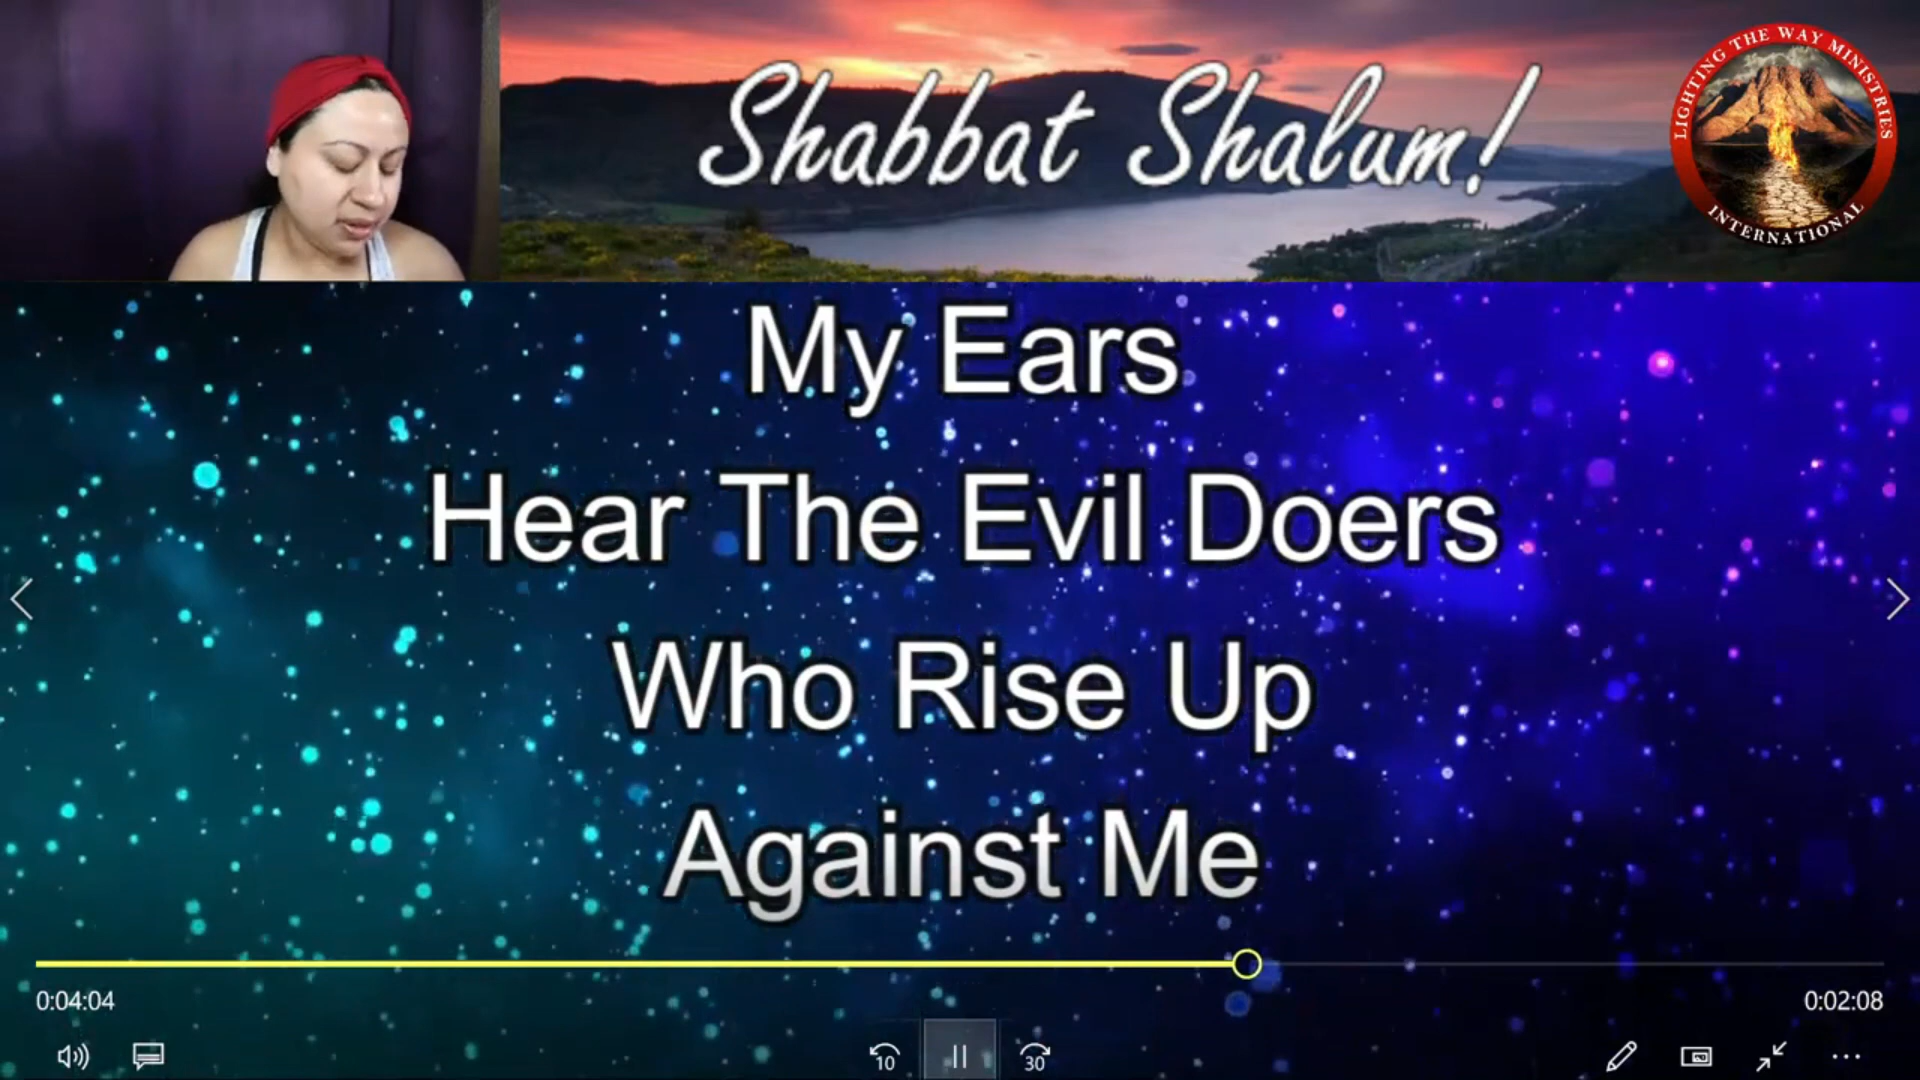 Shabbat Shalum!
LIGHTING THE WAY MINISTRIES
INTERNATIONAL
My Ears
Hear The Evil Doers
Who Rise Up
Against Me
0:04:04
0:02:08
10
30